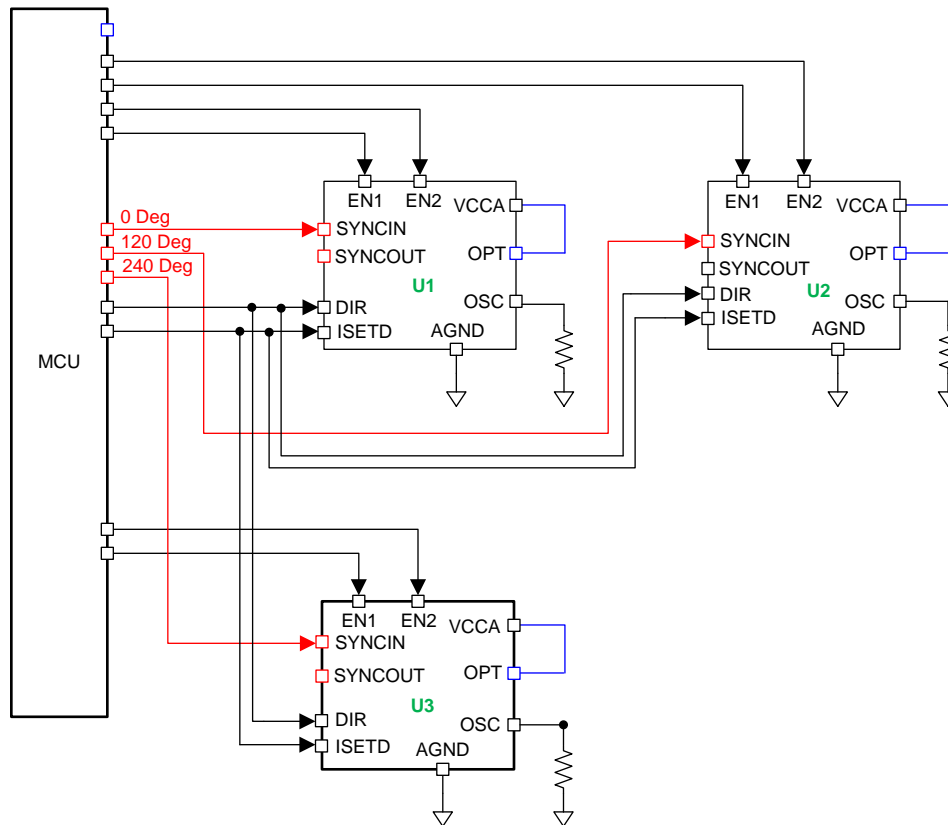 MCU
0 Deg
120 Deg
240 Deg
EN1
EN2
VCCA
SYNCIN
SYNCOUT
OPT
U1
DIR
OSC
ISETD
AGND
EN1
EN2
VCCA
SYNCIN
OPT
SYNCOUT
U2
DIR
OSC
ISETD
AGND
EN1
EN2
VCCA
SYNCIN
SYNCOUT
OPT
U3
DIR
OSC
ISETD
AGND